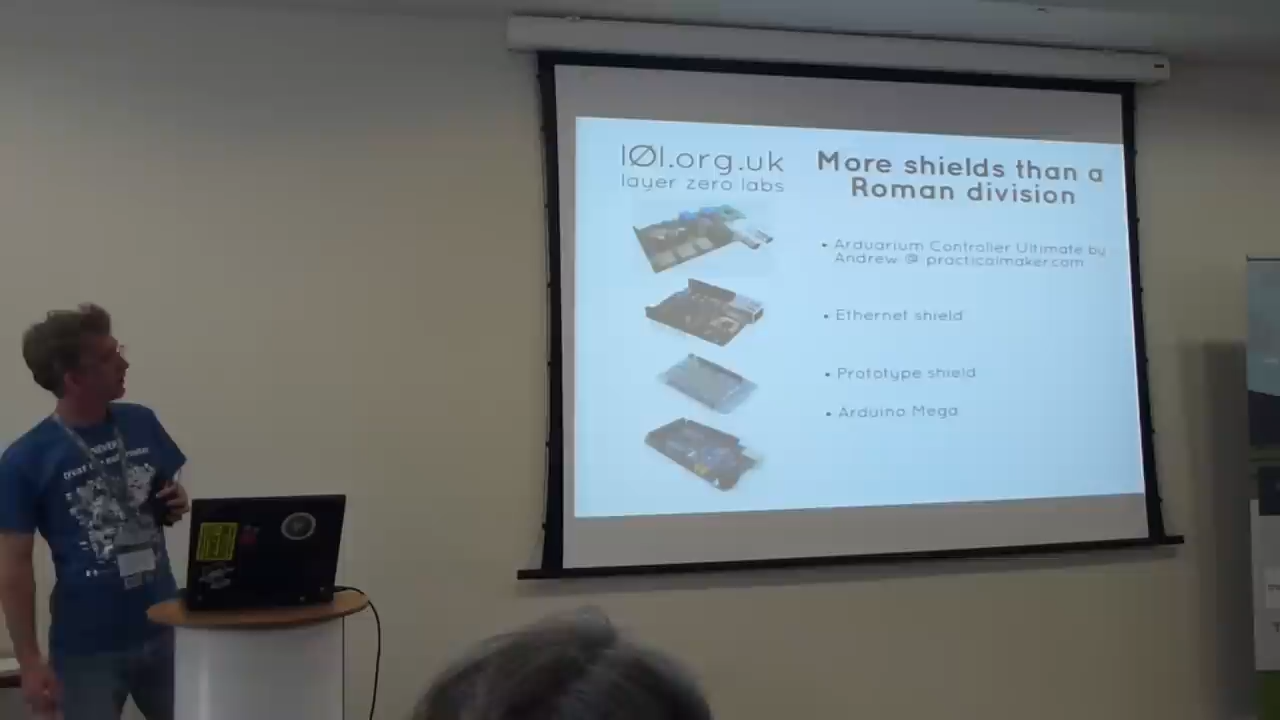 101.org.uk
layer zero labs
More shields than a
Roman division
• Arduarium Controller Ultimate by
Andrew @ practicalmaker.com
• Ethernet shield
• Prototype shield
• Arduino Mega